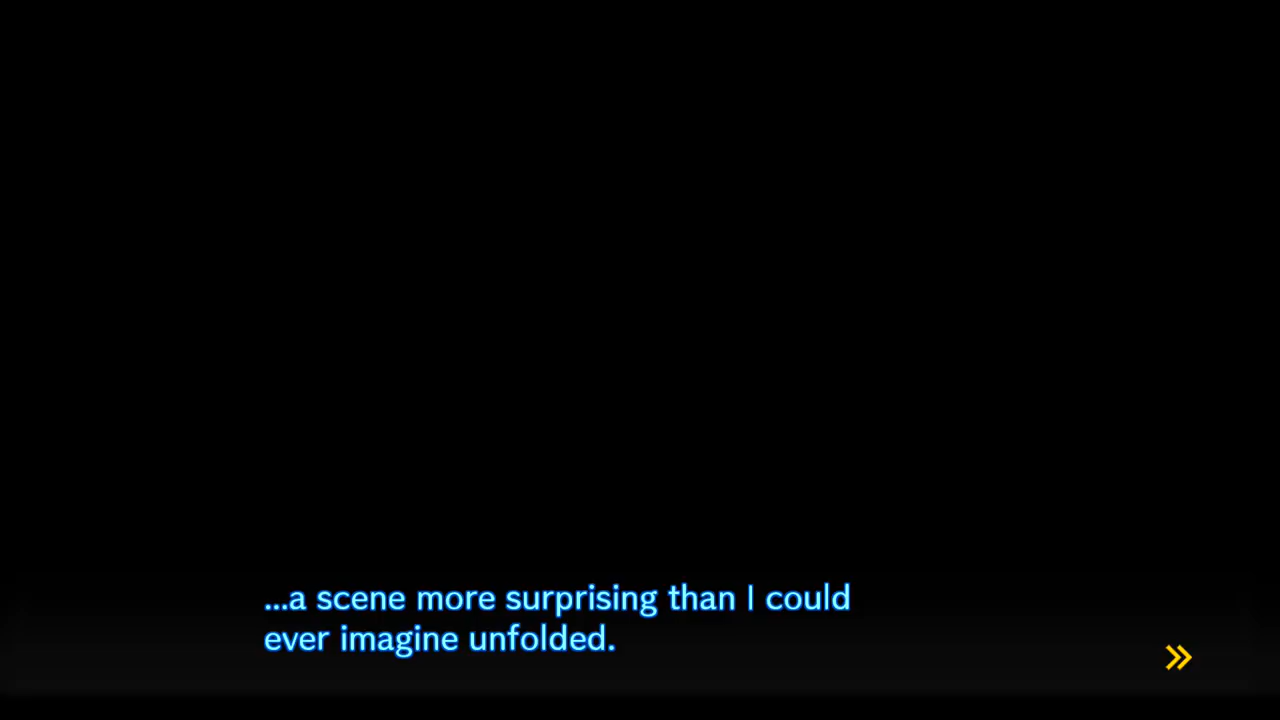 ...a scene more surprising than I could
ever imagine unfolded.